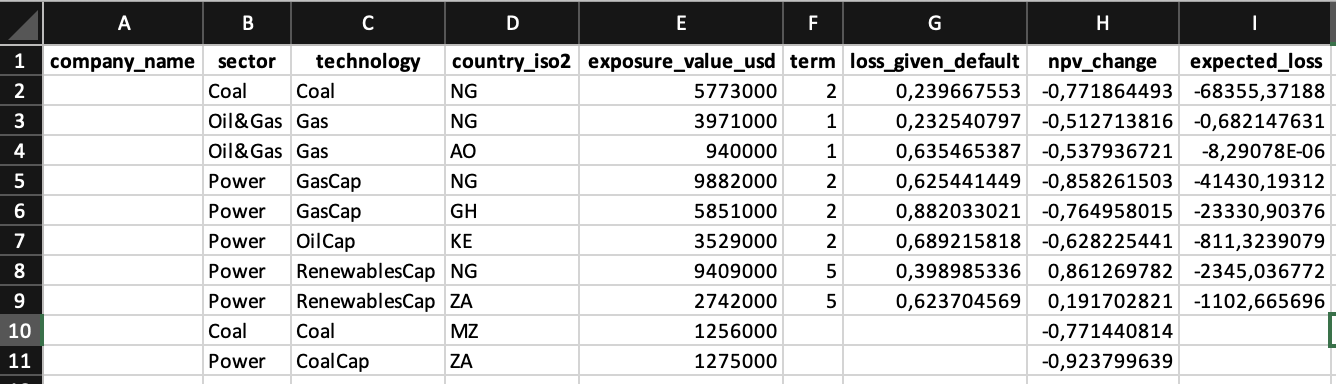 A B C D E F G H I
1 company_name sector technology country_iso2 exposure_value_usd term loss_given_default npv_change expected_loss
2 Coal Coal NG 5773000 2 0,239667553 -0,771864493 -68355,37188
3 Oil&Gas Gas NG 3971000 1 0,232540797 -0,512713816 -0,682147631
4 Oil&Gas Gas AO 940000 1 0,635465387 -0,537936721 -8,29078E-06
5 Power GasCap NG 9882000 2 0,625441449 -0,858261503 -41430,19312
6 Power GasCap GH 5851000 2 0,882033021 -0,764958015 -23330,90376
7 Power OilCap KE 3529000 2 0,689215818 -0,628225441 -811,3239079
8 Power RenewablesCap NG 9409000 5 0,398985336 0,861269782 -2345,036772
9 Power RenewablesCap ZA 2742000 5 0,623704569 0,191702821 -1102,665696
10 Coal Coal MZ 1256000 -0,771440814
11 Power CoalCap ZA 1275000 -0,923799639